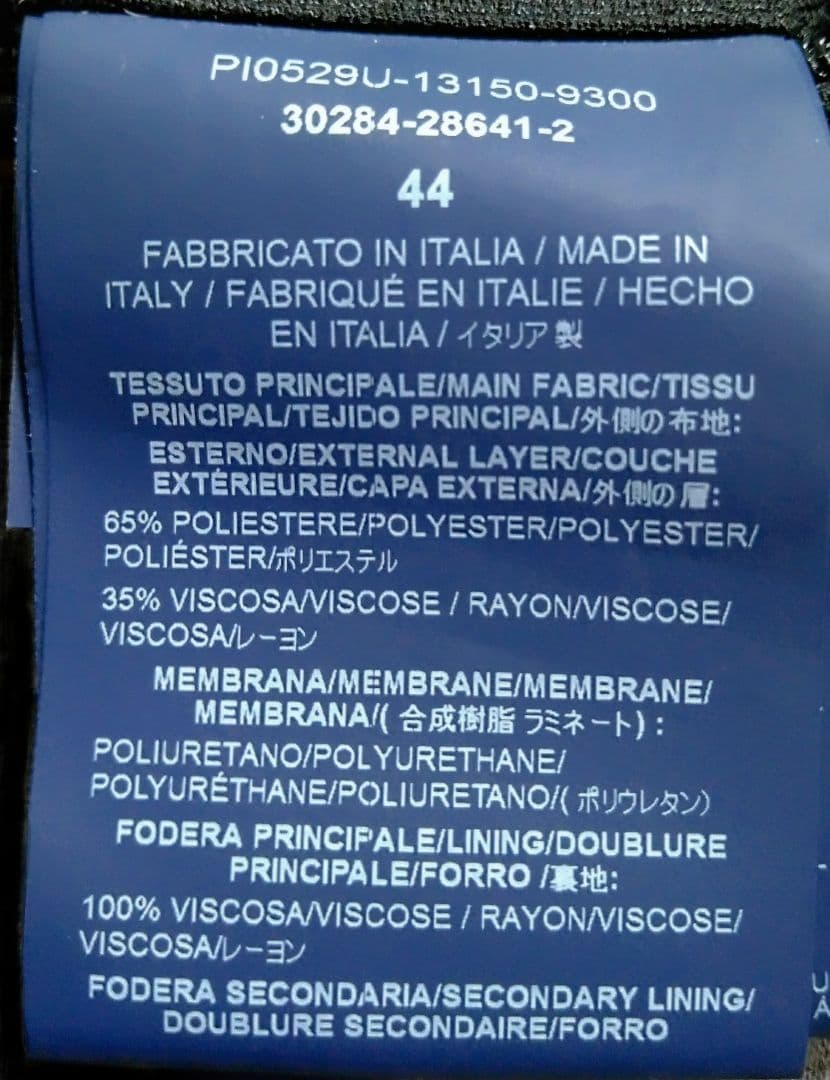 PI0529U-13150-9300
30284-28641-2
44
FABBRICATO IN ITALIA / MADE IN
ITALY / FABRIQUÉ EN ITALIE / HECHO
EN ITALIA / イタリア製
TESSUTO PRINCIPALE/MAIN FABRIC/TISSU
PRINCIPAL/TEJIDO PRINCIPAL/外側の布地:
ESTERNO/EXTERNAL LAYER/COUCHE
EXTÉRIEURE/CAPA EXTERNA/外側の層:
65% POLIESTERE/POLYESTER/POLYESTER/
POLIÉSTER/ポリエステル
35% VISCOSA/VISCOSE / RAYON/VISCOSE/
VISCOSA/レーヨン
MEMBRANA/MEMBRANE/MEMBRANE/
MEMBRANA/( 合成樹脂 ラミネート) :
POLIURETANO/POLYURETHANE/
POLYURÉTHANE/POLIURETANO/( ポリウレタン)
FODERA PRINCIPALE/LINING/DOUBLURE
PRINCIPALE/FORRO /裏地:
100% VISCOSA/VISCOSE / RAYON/VISCOSE/
VISCOSA/レーヨン
FODERA SECONDARIA/SECONDARY LINING/
DOUBLURE SECONDAIRE/FORRO